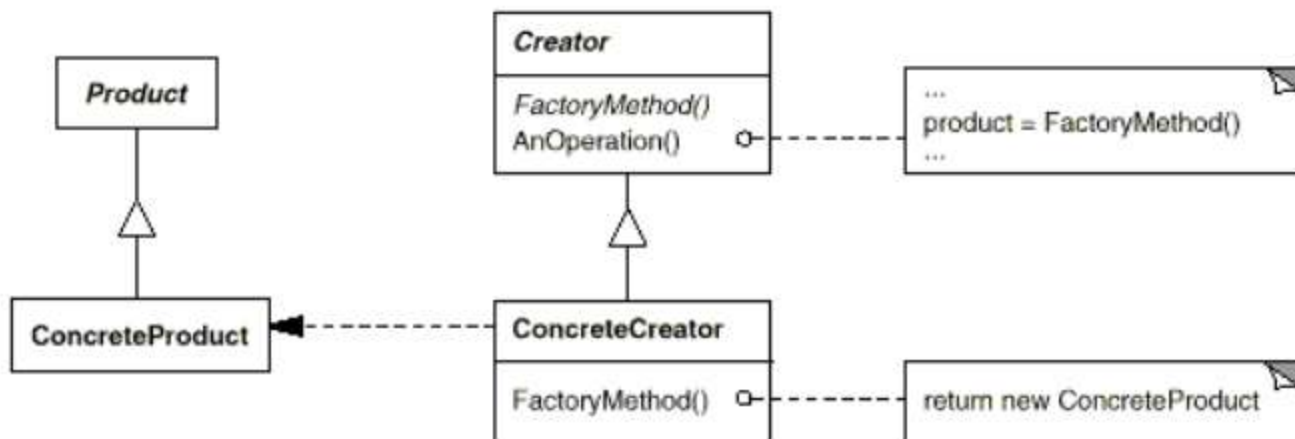 Product
ConcreteProduct
Creator
FactoryMethod()
AnOperation()
...
product = FactoryMethod()
...
ConcreteCreator
FactoryMethod()
return new ConcreteProduct